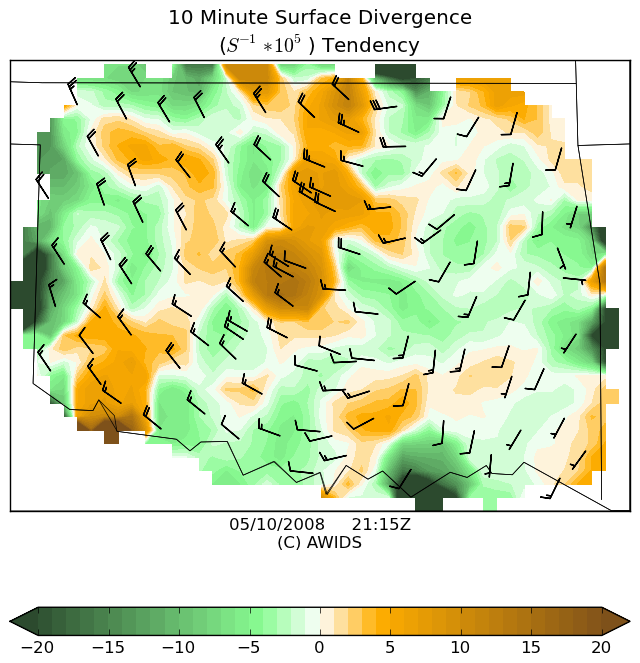 10 Minute Surface Divergence
(S⁻¹ * 10⁵ ) Tendency
05/10/2008 21:15Z
(C) AWIDS
−20 −15 −10 −5 0 5 10 15 20